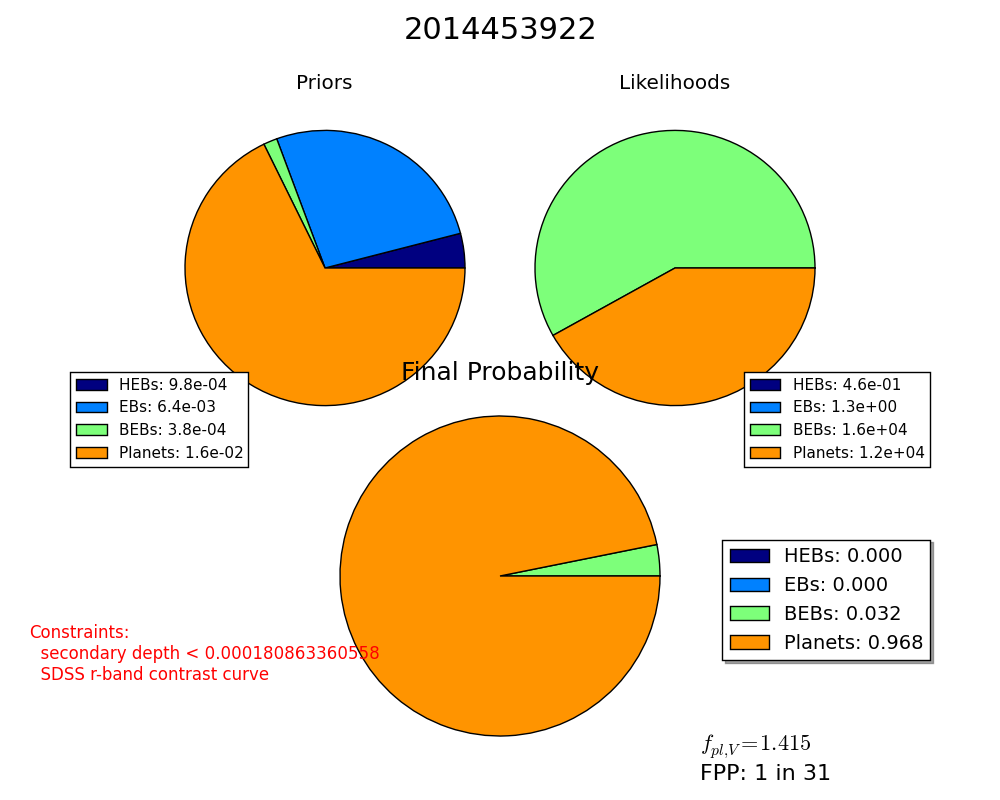 2014453922
Priors
Likelihoods
HEBs: 9.8e-04
EBs: 6.4e-03
BEBs: 3.8e-04
Planets: 1.6e-02
HEBs: 4.6e-01
EBs: 1.3e+00
BEBs: 1.6e+04
Planets: 1.2e+04
Final Probability
HEBs: 0.000
EBs: 0.000
BEBs: 0.032
Planets: 0.968
Constraints:
secondary depth < 0.000180863360558
SDSS r-band contrast curve
f_{pl,V} = 1.415
FPP: 1 in 31